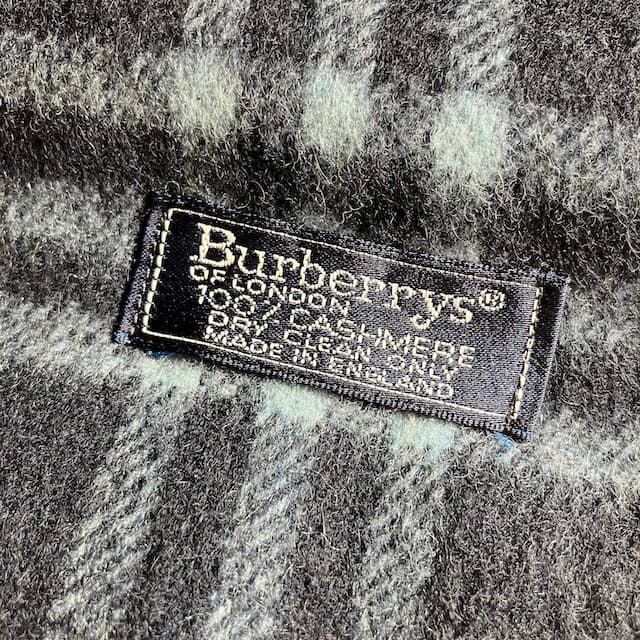 Burberrys®
OF LONDON
100% CASHMERE
DRY CLEAN ONLY
MADE IN ENGLAND